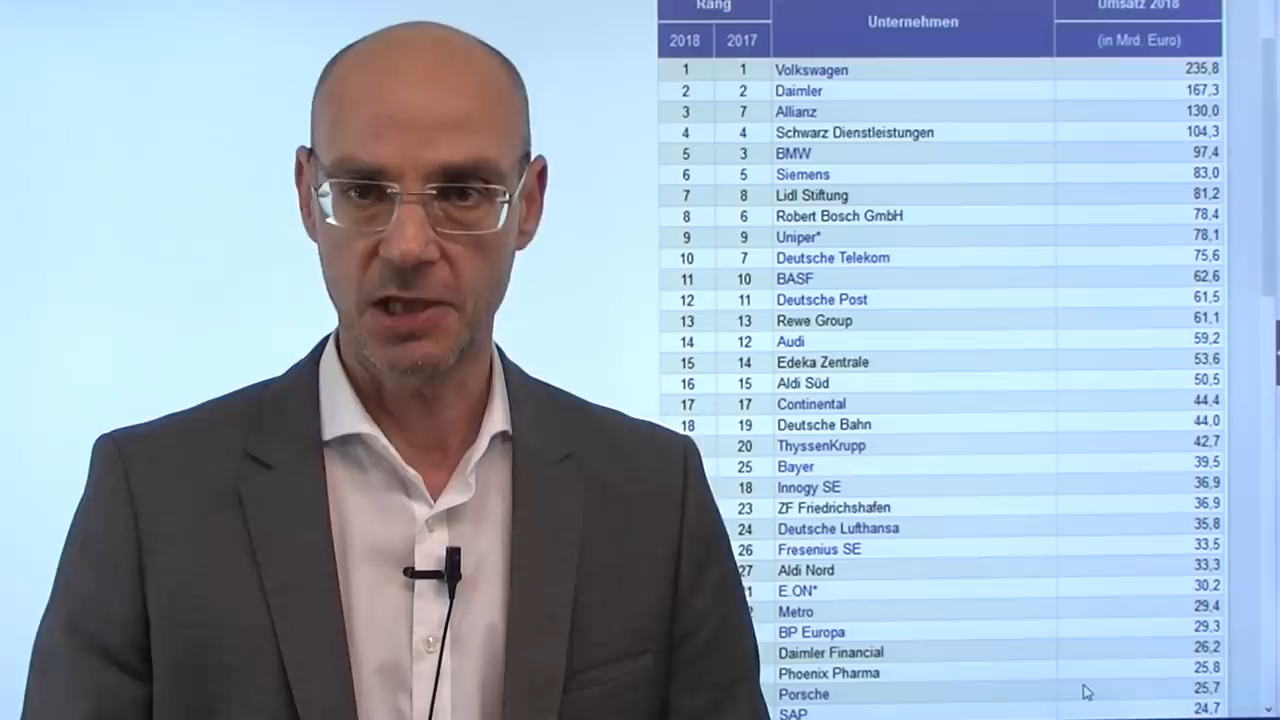 Rang Unternehmen Umsatz 2018
2018 2017 (in Mrd. Euro)
1 1 Volkswagen 235,8
2 2 Daimler 167,3
3 7 Allianz 130,0
4 4 Schwarz Dienstleistungen 104,3
5 3 BMW 97,4
6 5 Siemens 83,0
7 8 Lidl Stiftung 81,2
8 6 Robert Bosch GmbH 78,4
9 9 Uniper* 78,1
10 7 Deutsche Telekom 75,6
11 10 BASF 62,6
12 11 Deutsche Post 61,5
13 13 Rewe Group 61,1
14 12 Audi 59,2
15 14 Edeka Zentrale 53,6
16 15 Aldi Süd 50,5
17 17 Continental 44,4
18 19 Deutsche Bahn 44,0
20 ThyssenKrupp 42,7
25 Bayer 39,5
18 Innogy SE 36,9
23 ZF Friedrichshafen 36,9
24 Deutsche Lufthansa 35,8
26 Fresenius SE 33,5
27 Aldi Nord 33,3
E.ON* 30,2
Metro 29,4
BP Europa 29,3
Daimler Financial 26,2
Phoenix Pharma 25,8
Porsche 25,7
SAP 24,7